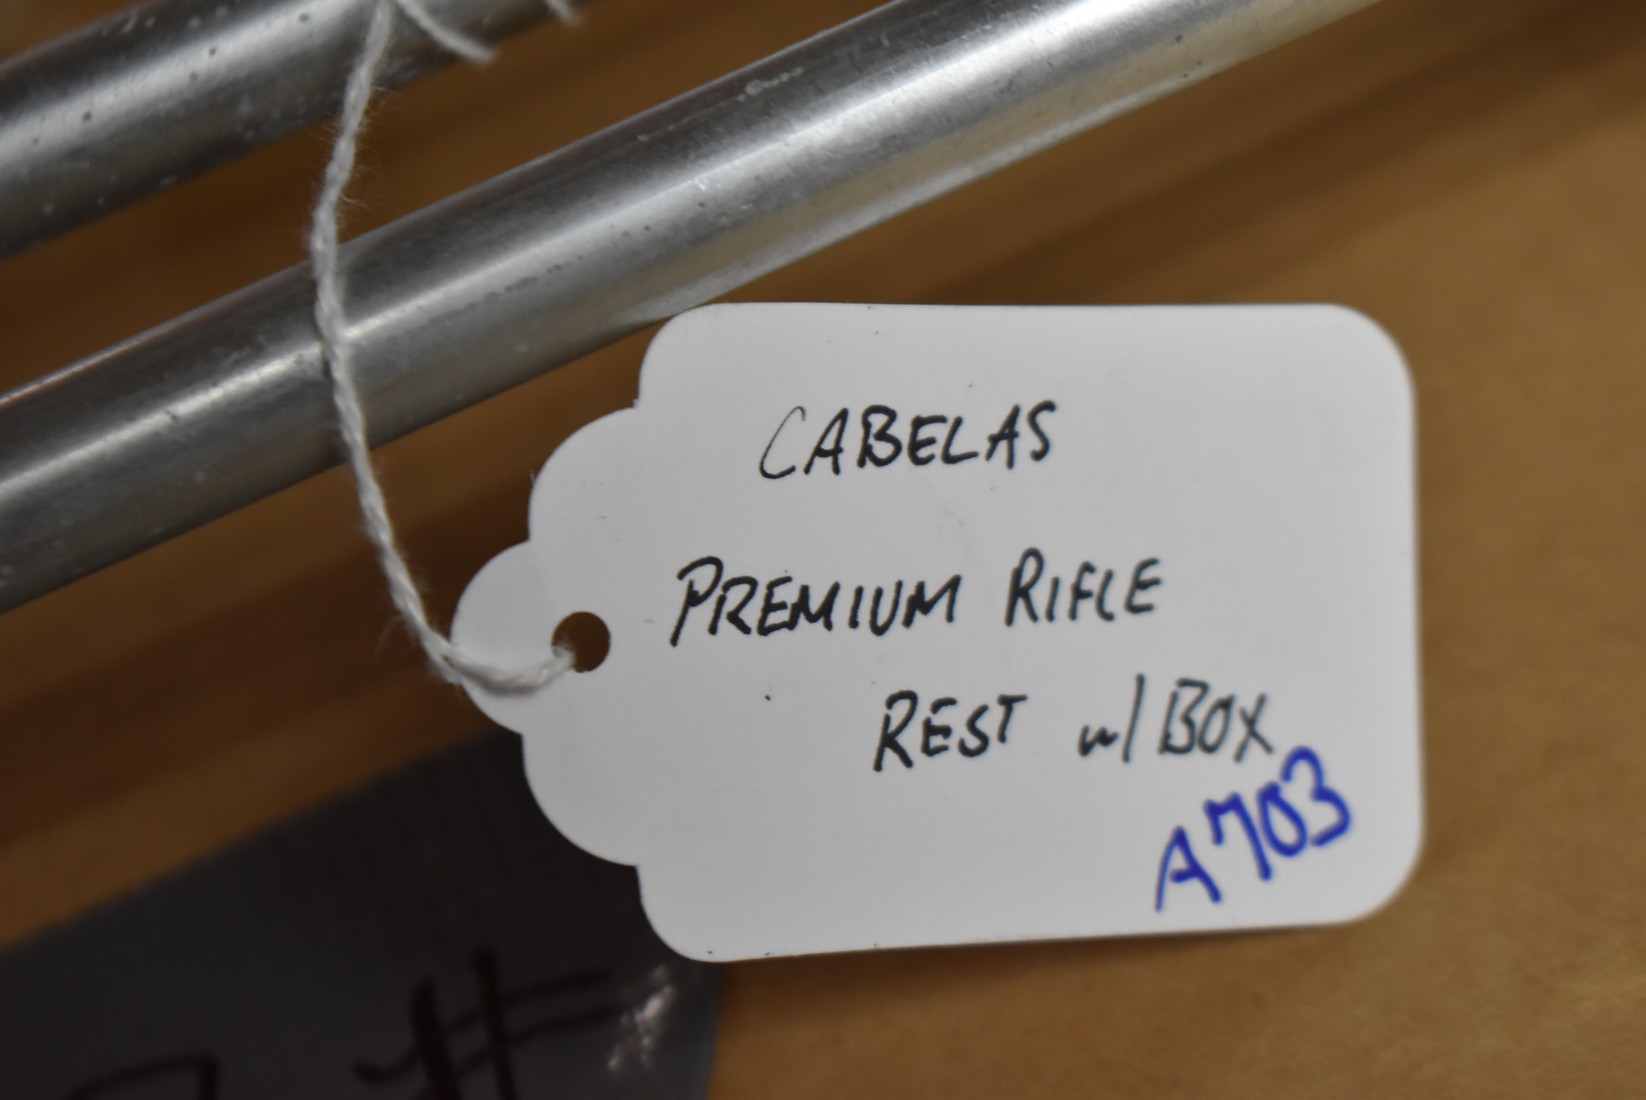 CABELAS
PREMIUM RIFLE
REST w/ BOX
A703
#